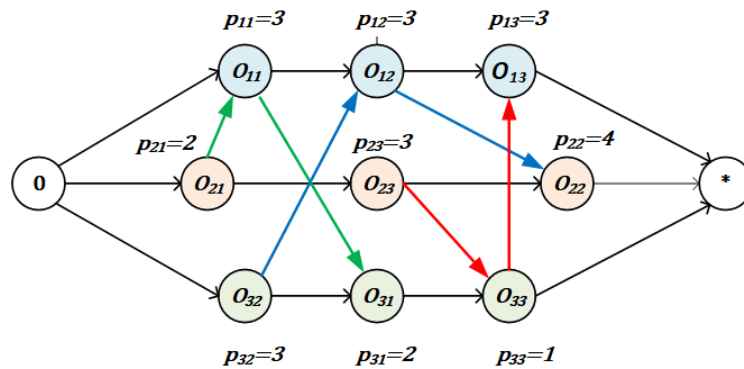 p11=3 p12=3 p13=3
O11 O12 O13
p21=2 p23=3 p22=4
0 O21 O23 O22 *
O32 O31 O33
p32=3 p31=2 p33=1